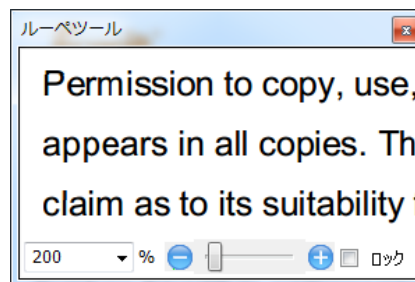 ルーペツール
Permission to copy, use,
appears in all copies. Th
claim as to its suitability
200 % ロック